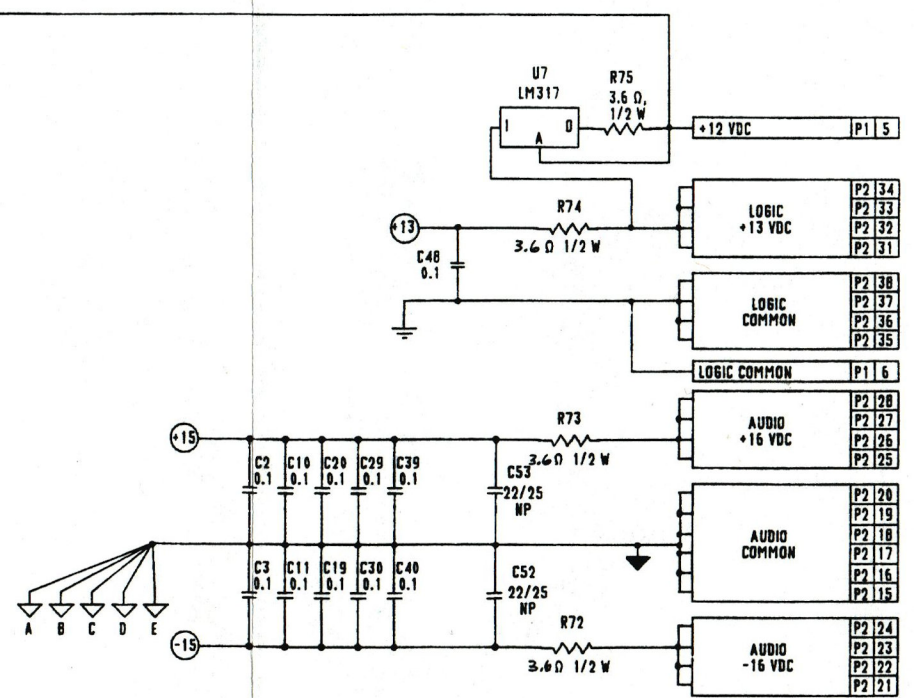 U7
LM317
R75
3.6 Ω,
1/2 W
I
O
A
+12 VDC P1 5
LOGIC
+13 VDC
P2 34
P2 33
P2 32
P2 31
R74
3.6 Ω 1/2 W
+13
C48
0.1
LOGIC
COMMON
P2 38
P2 37
P2 36
P2 35
LOGIC COMMON P1 6
AUDIO
+16 VDC
P2 28
P2 27
P2 26
P2 25
R73
3.6Ω 1/2 W
+15
C2
0.1
C10
0.1
C20
0.1
C29
0.1
C39
0.1
C53
22/25
NP
AUDIO
COMMON
P2 20
P2 19
P2 18
P2 17
P2 16
P2 15
C3
0.1
C11
0.1
C19
0.1
C30
0.1
C40
0.1
C52
22/25
NP
A B C D E
-15
R72
3.6Ω 1/2 W
AUDIO
-16 VDC
P2 24
P2 23
P2 22
P2 21